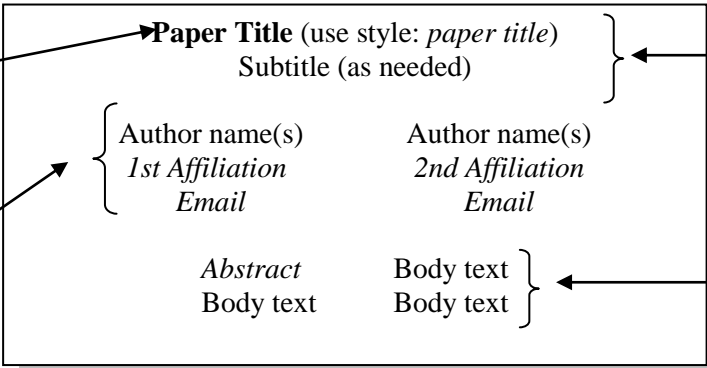 Paper Title (use style: paper title)
Subtitle (as needed)
Author name(s)
1st Affiliation
Email
Author name(s)
2nd Affiliation
Email
Abstract
Body text
Body text
Body text